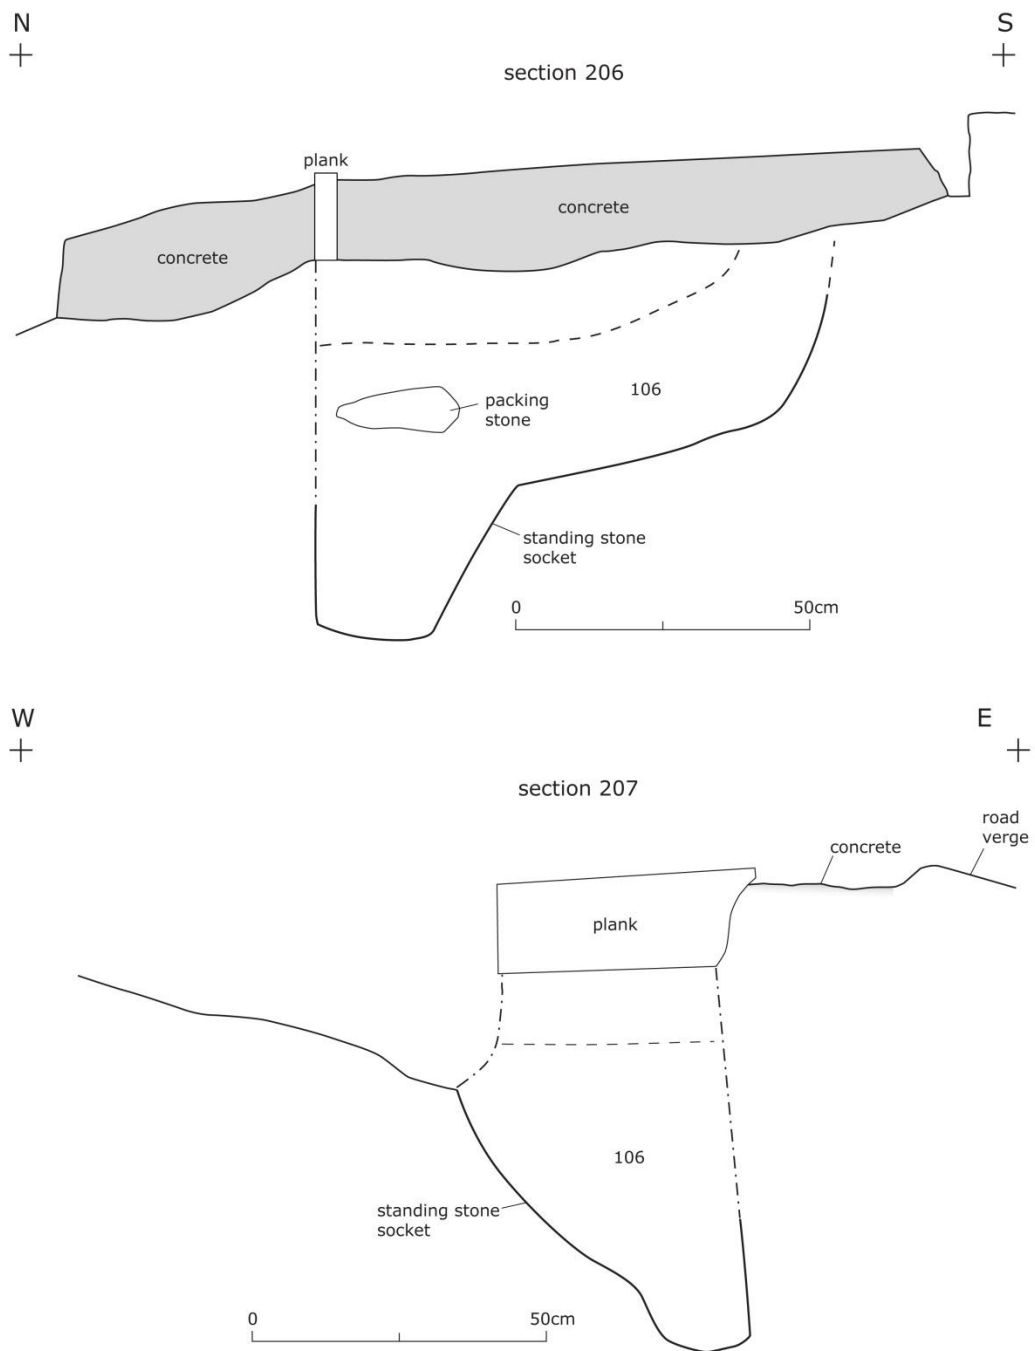 N
S
section 206
plank
concrete
concrete
106
packing
stone
standing stone
socket
0
50cm
W
E
section 207
road
verge
concrete
plank
106
standing stone
socket
0
50cm